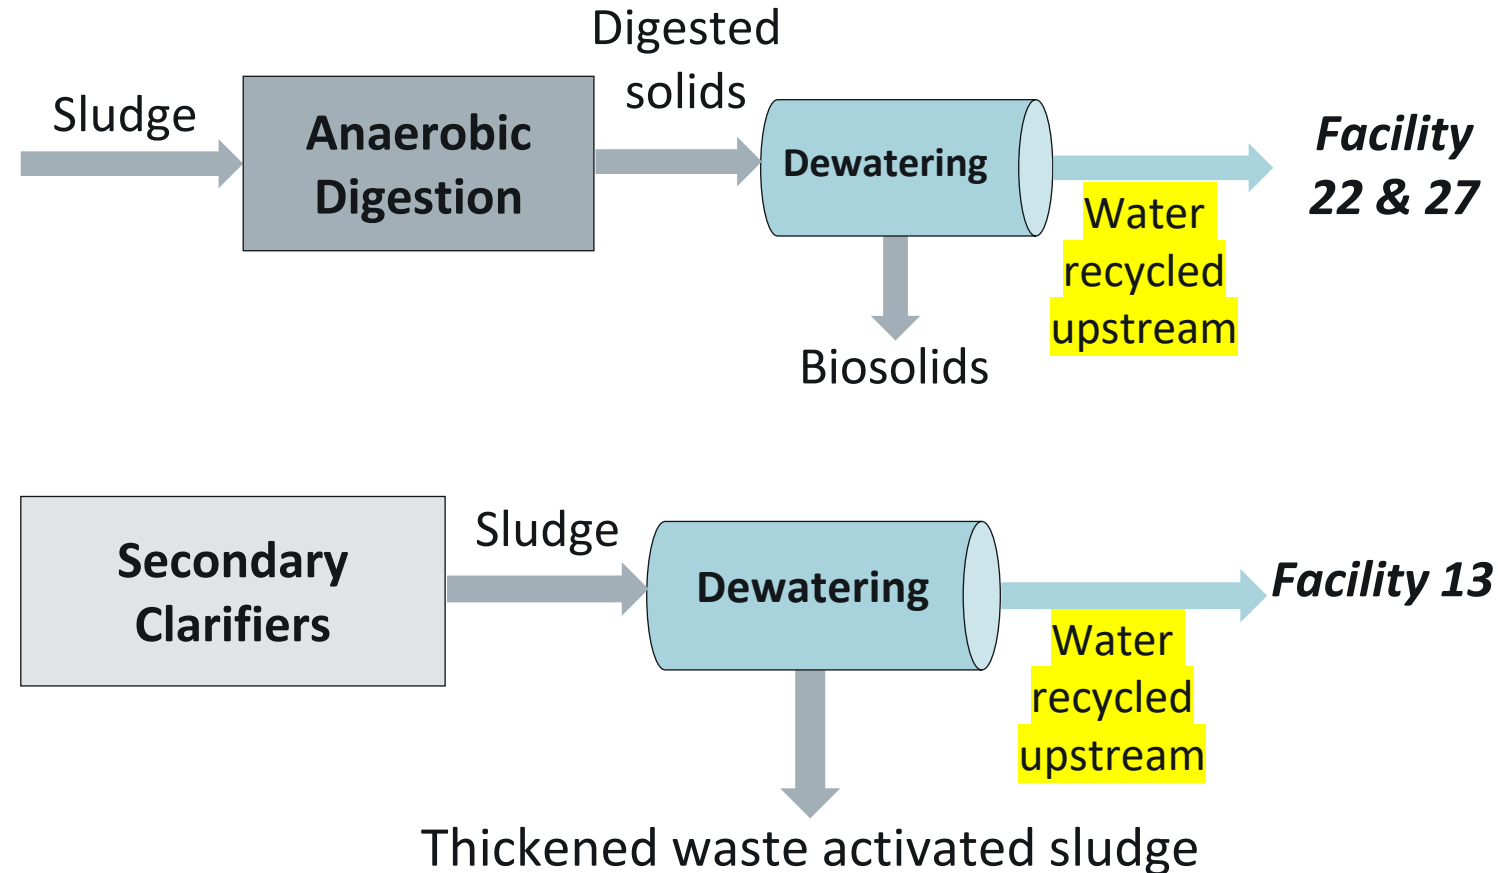 Sludge
Anaerobic
Digestion
Digested
solids
Dewatering
Water
recycled
upstream
Facility
22 & 27
Biosolids
Secondary
Clarifiers
Sludge
Dewatering
Water
recycled
upstream
Facility 13
Thickened waste activated sludge